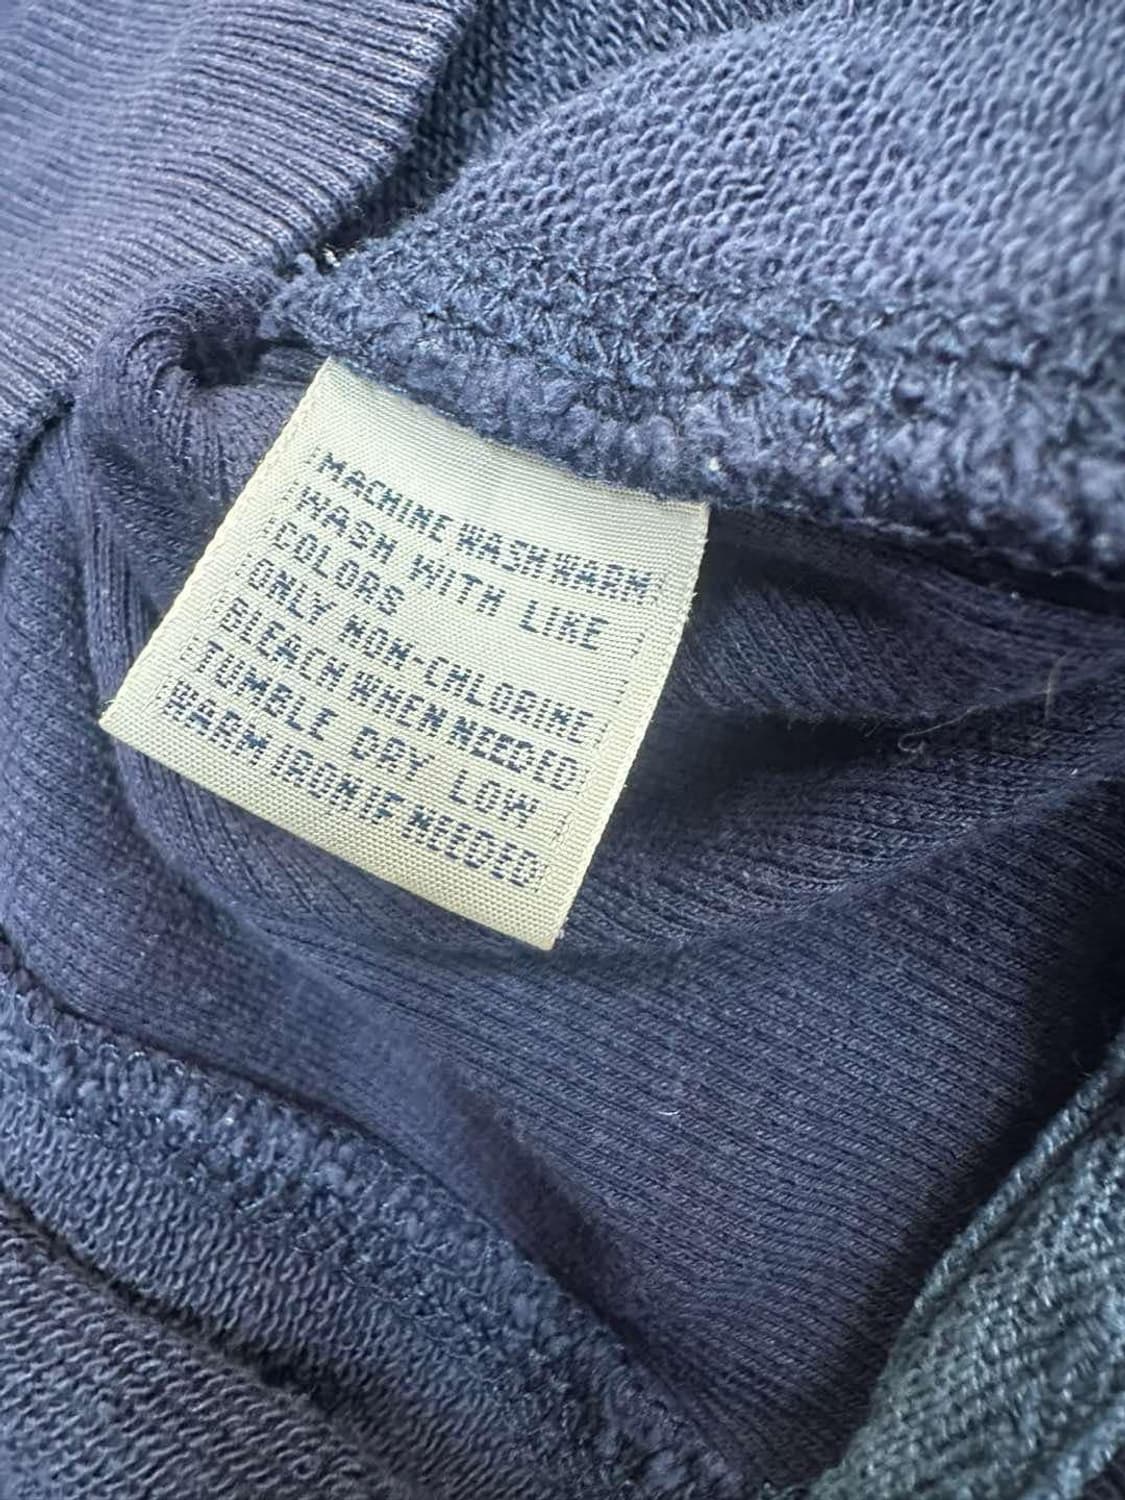 MACHINE WASH WARM
WASH WITH LIKE
COLORS
ONLY NON-CHLORINE
BLEACH WHEN NEEDED
TUMBLE DRY LOW
WARM IRON IF NEEDED